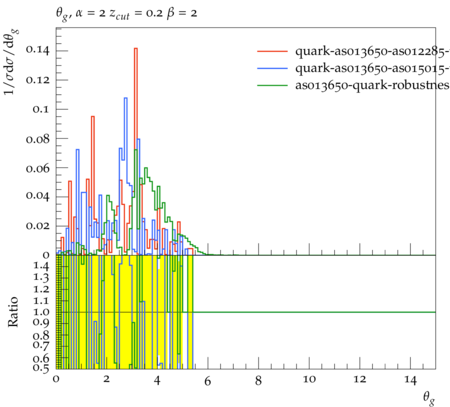 θg, α = 2 zcut = 0.2 β = 2
1/σdσ/dθg
quark-aso13650-aso12285-
quark-aso13650-aso15015-
aso13650-quark-robustnes
0.14
0.12
0.1
0.08
0.06
0.04
0.02
0
Ratio
1.4
1.3
1.2
1.1
1.0
0.9
0.8
0.7
0.6
0.5
0 2 4 6 8 10 12 14
θg